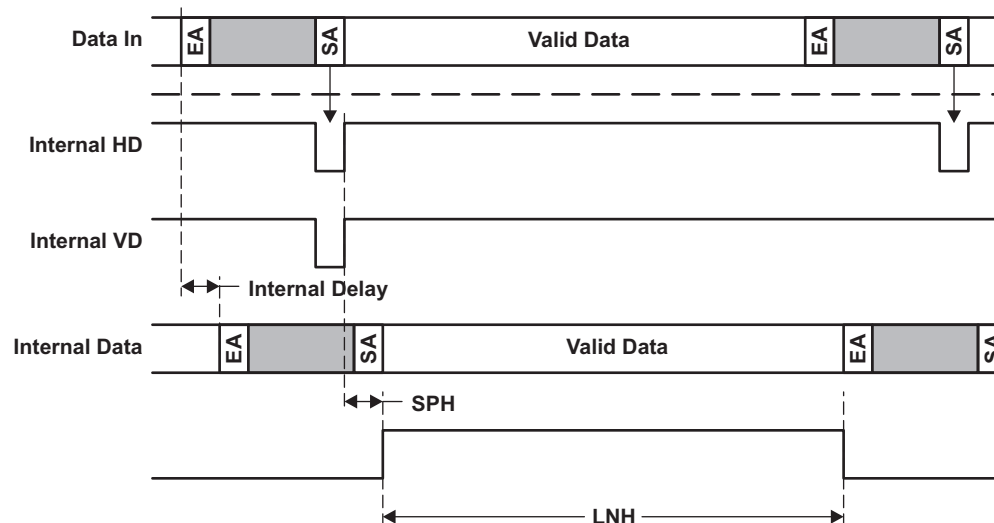 Data In
EA
SA
Valid Data
EA
SA
Internal HD
Internal VD
Internal Delay
Internal Data
EA
SA
Valid Data
EA
SA
SPH
LNH